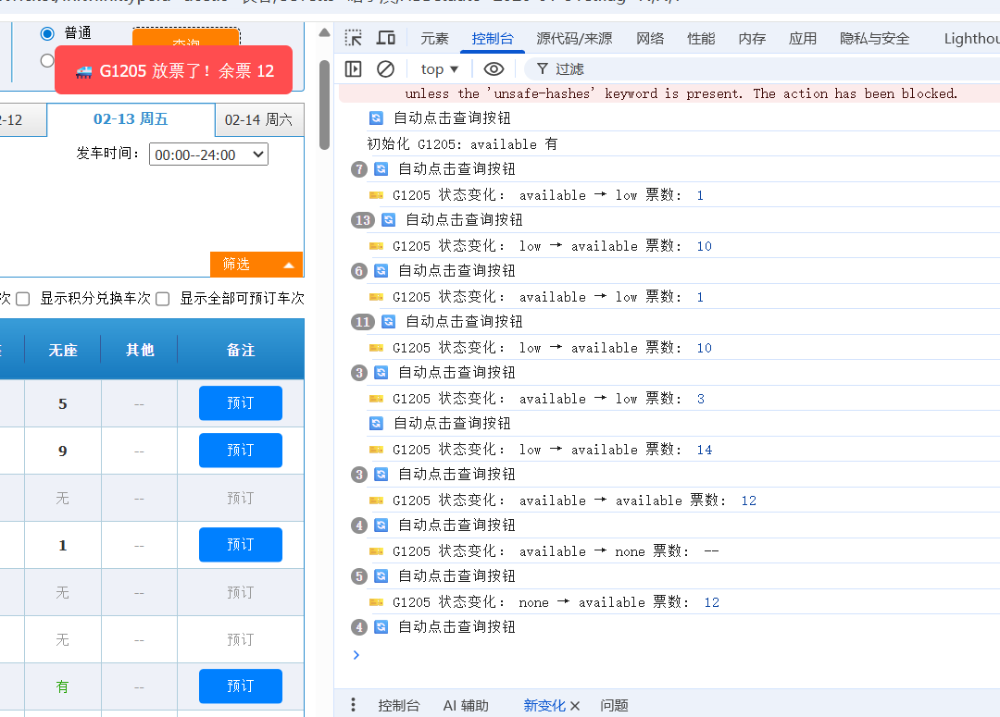 普通
查询
G1205 放票了！余票 12
2-12
02-13 周五
02-14 周六
发车时间：
00:00--24:00
筛选
次 显示积分兑换车次 显示全部可预订车次
无座 其他 备注
5 -- 预订
9 -- 预订
无 -- 预订
1 -- 预订
无 -- 预订
无 -- 预订
有 -- 预订
元素 控制台 源代码/来源 网络 性能 内存 应用 隐私与安全 Lighthou
top ▼ 过滤
unless the 'unsafe-hashes' keyword is present. The action has been blocked.
自动点击查询按钮
初始化 G1205: available 有
7 自动点击查询按钮
G1205 状态变化： available → low 票数： 1
13 自动点击查询按钮
G1205 状态变化： low → available 票数： 10
6 自动点击查询按钮
G1205 状态变化： available → low 票数： 1
11 自动点击查询按钮
G1205 状态变化： low → available 票数： 10
3 自动点击查询按钮
G1205 状态变化： available → low 票数： 3
自动点击查询按钮
G1205 状态变化： low → available 票数： 14
3 自动点击查询按钮
G1205 状态变化： available → available 票数： 12
4 自动点击查询按钮
G1205 状态变化： available → none 票数： --
5 自动点击查询按钮
G1205 状态变化： none → available 票数： 12
4 自动点击查询按钮
控制台 AI 辅助 新变化 × 问题